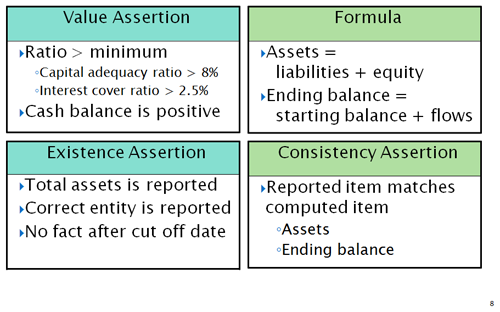 Value Assertion
▸Ratio > minimum
◦Capital adequacy ratio > 8%
◦Interest cover ratio > 2.5%
▸Cash balance is positive
Formula
▸Assets =
liabilities + equity
▸Ending balance =
starting balance + flows
Existence Assertion
▸Total assets is reported
▸Correct entity is reported
▸No fact after cut off date
Consistency Assertion
▸Reported item matches
computed item
◦Assets
◦Ending balance
8